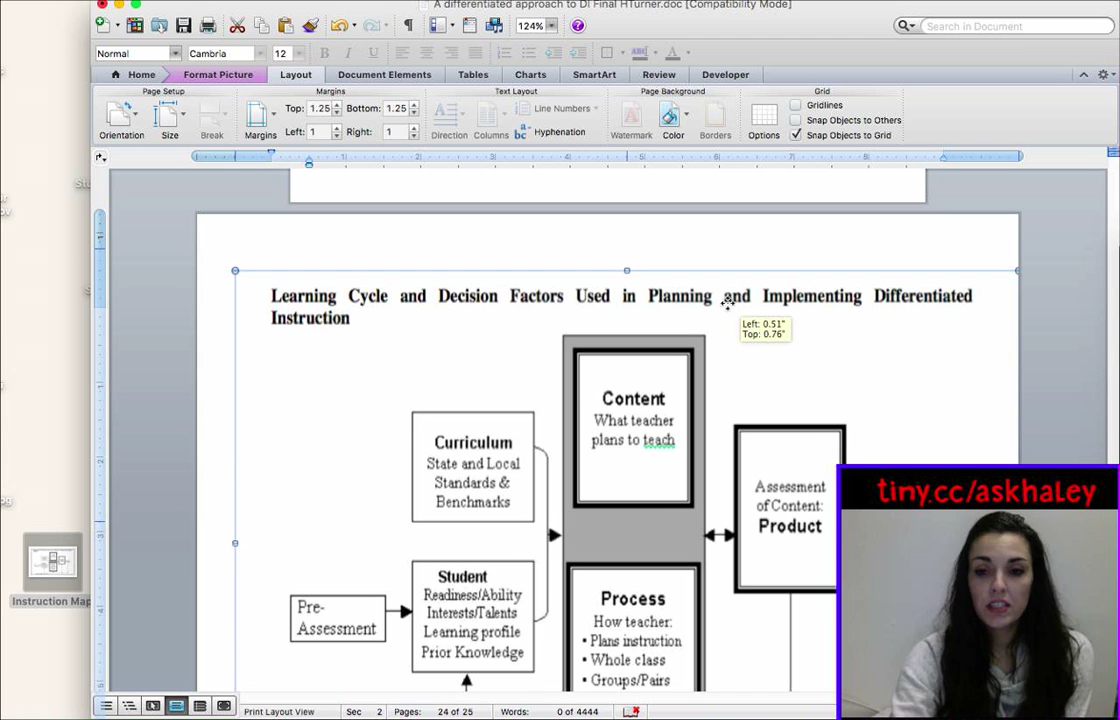 A differentiated approach to DI Final HTurner.doc [Compatibility Mode]
124%
Search in Document
Normal
Cambria
12
B I U
Home
Format Picture
Layout
Document Elements
Tables
Charts
SmartArt
Review
Developer
Page Setup
Margins
Text Layout
Page Background
Grid
Orientation
Size
Break
Margins
Top: 1.25
Bottom: 1.25
Left: 1
Right: 1
Direction
Columns
Line Numbers
Hyphenation
Watermark
Color
Borders
Options
Gridlines
Snap Objects to Others
Snap Objects to Grid
Learning Cycle and Decision Factors Used in Planning and Implementing Differentiated
Instruction
Left: 0.51"
Top: 0.76"
Content
What teacher
plans to teach
Curriculum
State and Local
Standards &
Benchmarks
Assessment
of Content:
Product
Student
Readiness/Ability
Interests/Talents
Learning profile
Prior Knowledge
Pre-
Assessment
Process
How teacher:
• Plans instruction
• Whole class
• Groups/Pairs
Instruction Map
tiny.cc/askhaley
Print Layout View
Sec 2
Pages: 24 of 25
Words: 0 of 4444